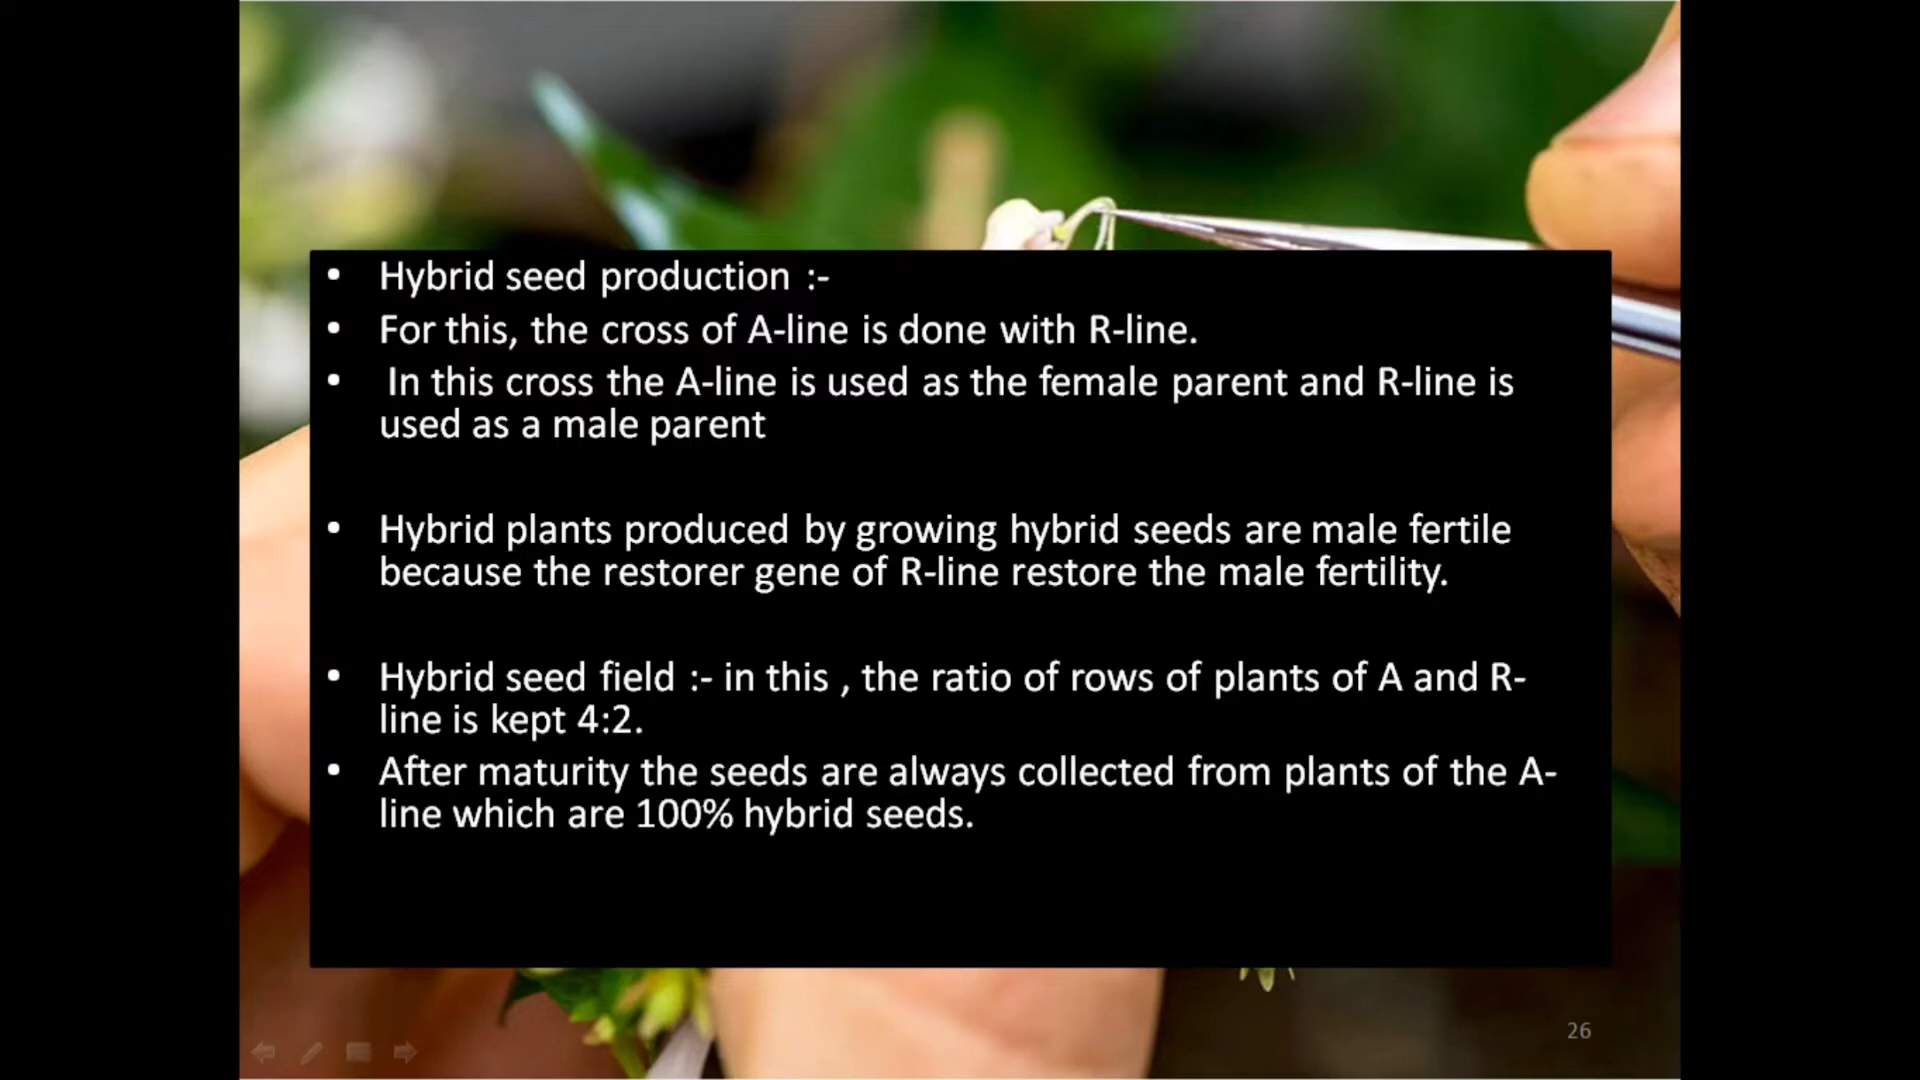 • Hybrid seed production :-
• For this, the cross of A-line is done with R-line.
• In this cross the A-line is used as the female parent and R-line is
used as a male parent
• Hybrid plants produced by growing hybrid seeds are male fertile
because the restorer gene of R-line restore the male fertility.
• Hybrid seed field :- in this , the ratio of rows of plants of A and R-
line is kept 4:2.
• After maturity the seeds are always collected from plants of the A-
line which are 100% hybrid seeds.
26